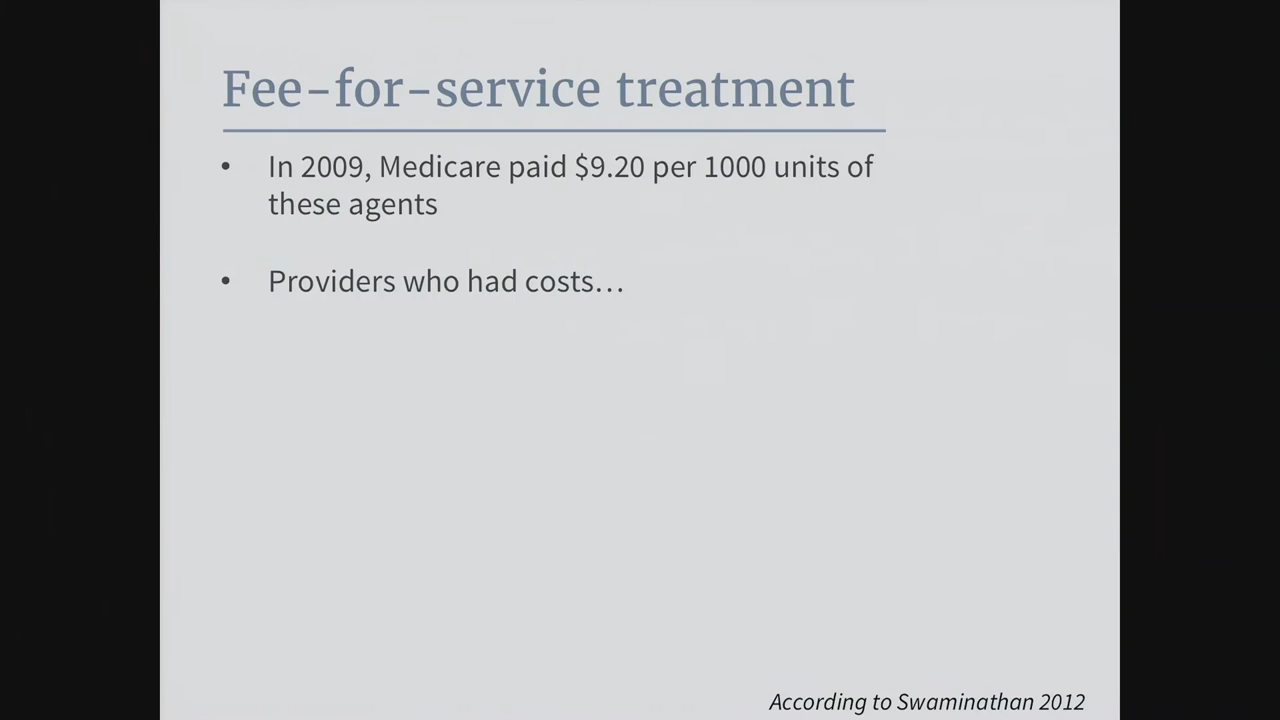 Fee-for-service treatment
• In 2009, Medicare paid $9.20 per 1000 units of
these agents
• Providers who had costs…
According to Swaminathan 2012